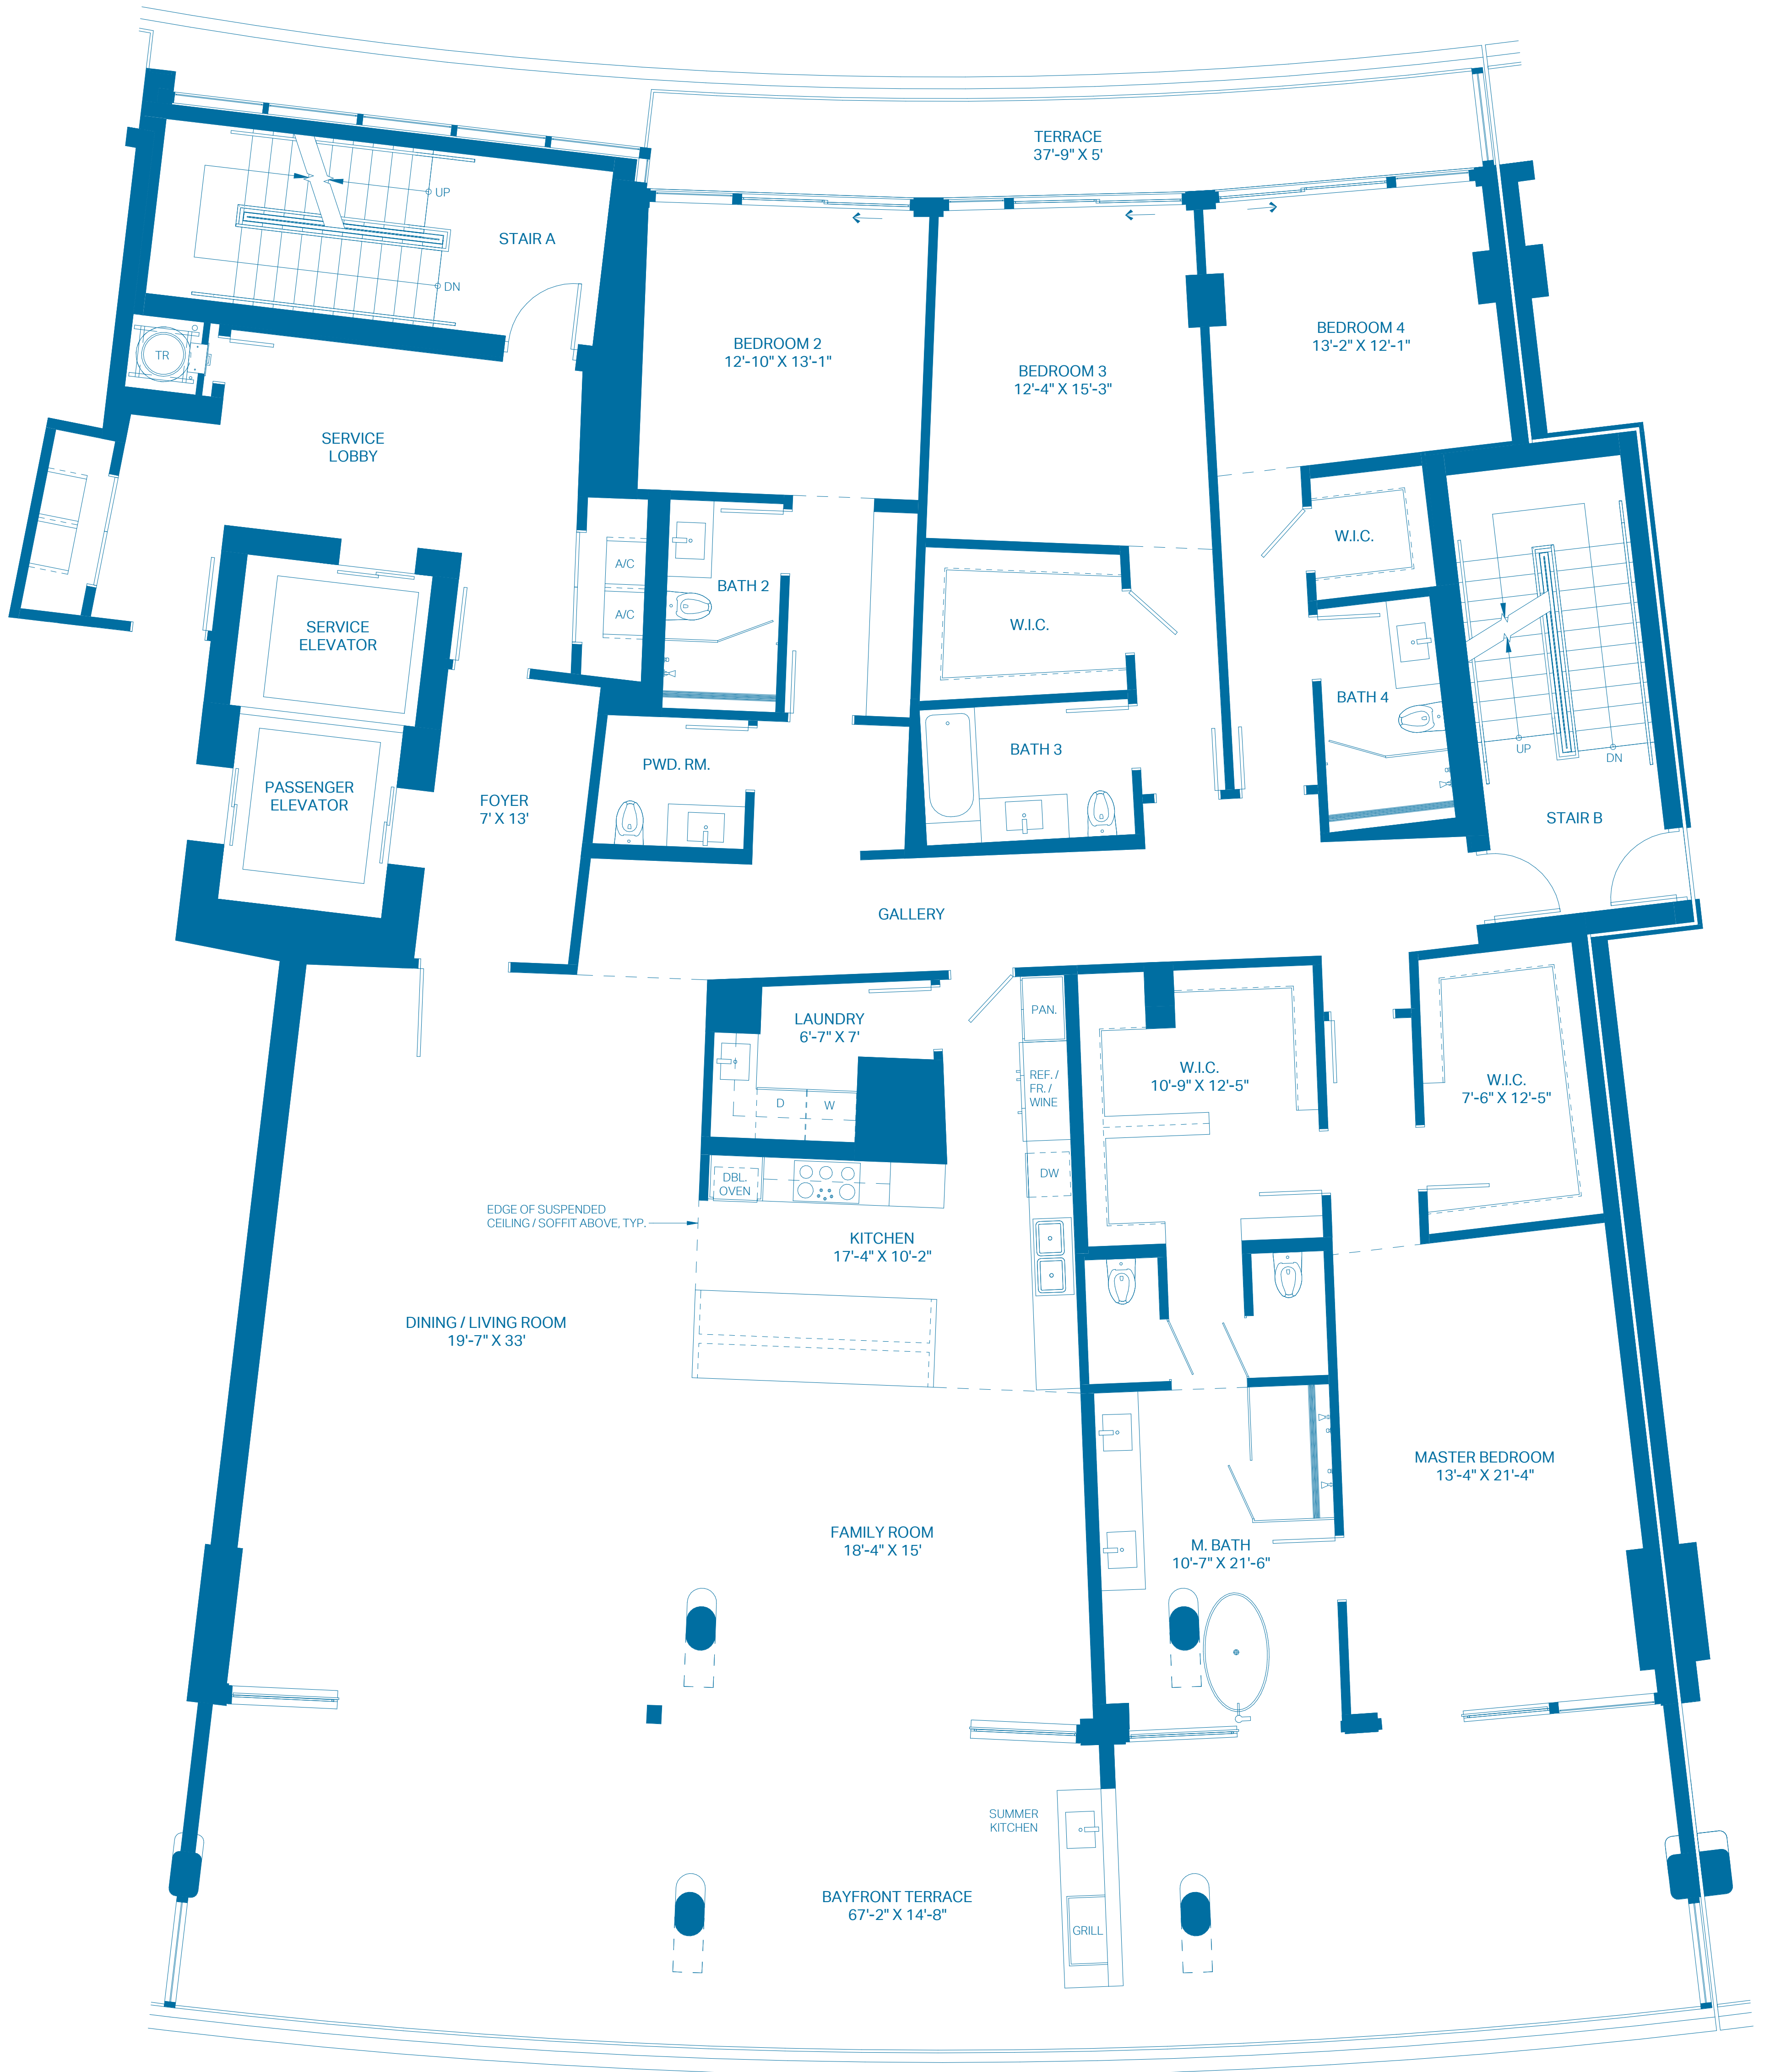 TERRACE
37'-9" X 5'
UP
STAIR A
DN
TR
BEDROOM 2
12'-10" X 13'-1"
BEDROOM 3
12'-4" X 15'-3"
BEDROOM 4
13'-2" X 12'-1"
SERVICE
LOBBY
A/C
A/C
BATH 2
W.I.C.
W.I.C.
SERVICE
ELEVATOR
BATH 4
UP
DN
PASSENGER
ELEVATOR
FOYER
7' X 13'
PWD. RM.
BATH 3
STAIR B
GALLERY
LAUNDRY
6'-7" X 7'
D
W
PAN.
REF. /
FR. /
WINE
DW
W.I.C.
10'-9" X 12'-5"
W.I.C.
7'-6" X 12'-5"
DBL.
OVEN
EDGE OF SUSPENDED
CEILING / SOFFIT ABOVE, TYP.
KITCHEN
17'-4" X 10'-2"
DINING / LIVING ROOM
19'-7" X 33'
MASTER BEDROOM
13'-4" X 21'-4"
FAMILY ROOM
18'-4" X 15'
M. BATH
10'-7" X 21'-6"
SUMMER
KITCHEN
BAYFRONT TERRACE
67'-2" X 14'-8"
GRILL